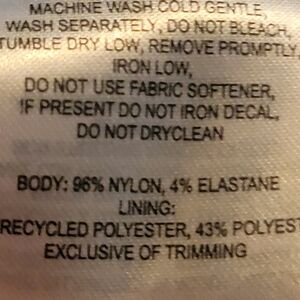 MACHINE WASH COLD GENTLE,
WASH SEPARATELY, DO NOT BLEACH,
TUMBLE DRY LOW, REMOVE PROMPTLY,
IRON LOW,
DO NOT USE FABRIC SOFTENER,
IF PRESENT DO NOT IRON DECAL,
DO NOT DRYCLEAN
BODY: 96% NYLON, 4% ELASTANE
LINING:
RECYCLED POLYESTER, 43% POLYEST
EXCLUSIVE OF TRIMMING